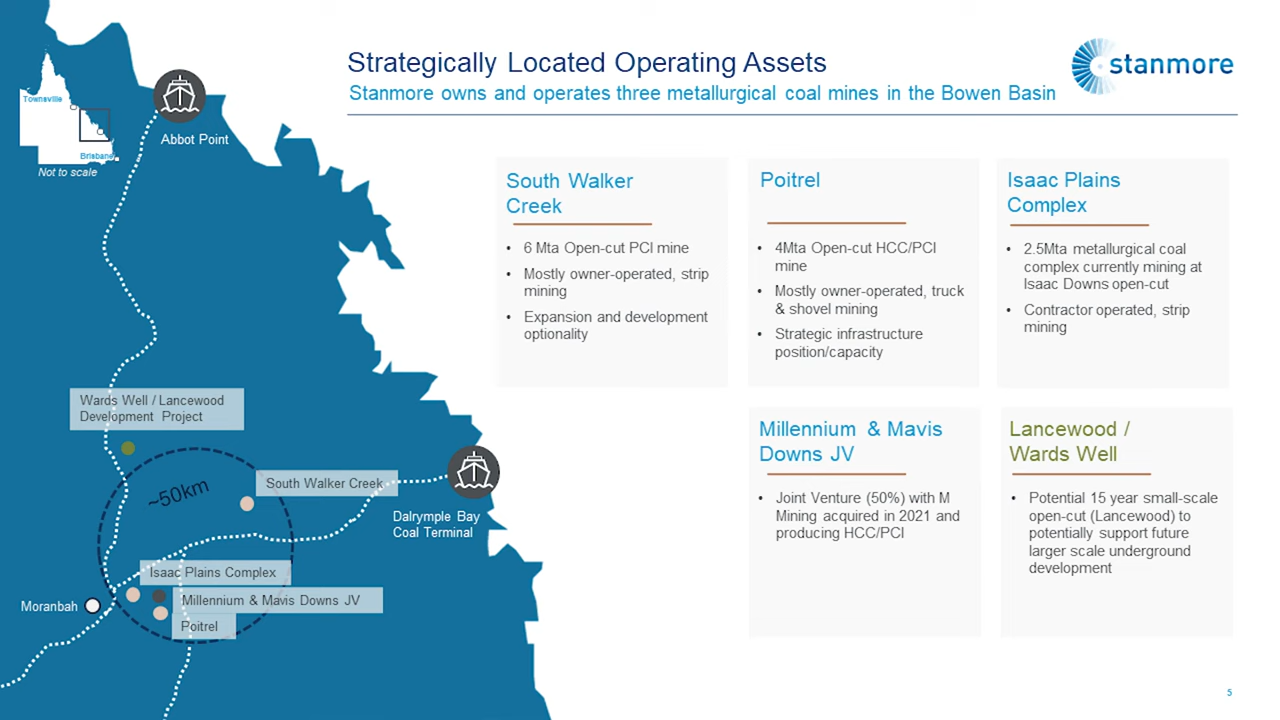 Strategically Located Operating Assets
Stanmore owns and operates three metallurgical coal mines in the Bowen Basin
stanmore
Townsville
Brisbane
Not to scale
Abbot Point
Wards Well / Lancewood
Development Project
~50km
South Walker Creek
Dalrymple Bay
Coal Terminal
Isaac Plains Complex
Moranbah
Millennium & Mavis Downs JV
Poitrel
South Walker
Creek
• 6 Mta Open-cut PCI mine
• Mostly owner-operated, strip
mining
• Expansion and development
optionality
Poitrel
• 4Mta Open-cut HCC/PCI
mine
• Mostly owner-operated, truck
& shovel mining
• Strategic infrastructure
position/capacity
Isaac Plains
Complex
• 2.5Mta metallurgical coal
complex currently mining at
Isaac Downs open-cut
• Contractor operated, strip
mining
Millennium & Mavis
Downs JV
• Joint Venture (50%) with M
Mining acquired in 2021 and
producing HCC/PCI
Lancewood /
Wards Well
• Potential 15 year small-scale
open-cut (Lancewood) to
potentially support future
larger scale underground
development
5